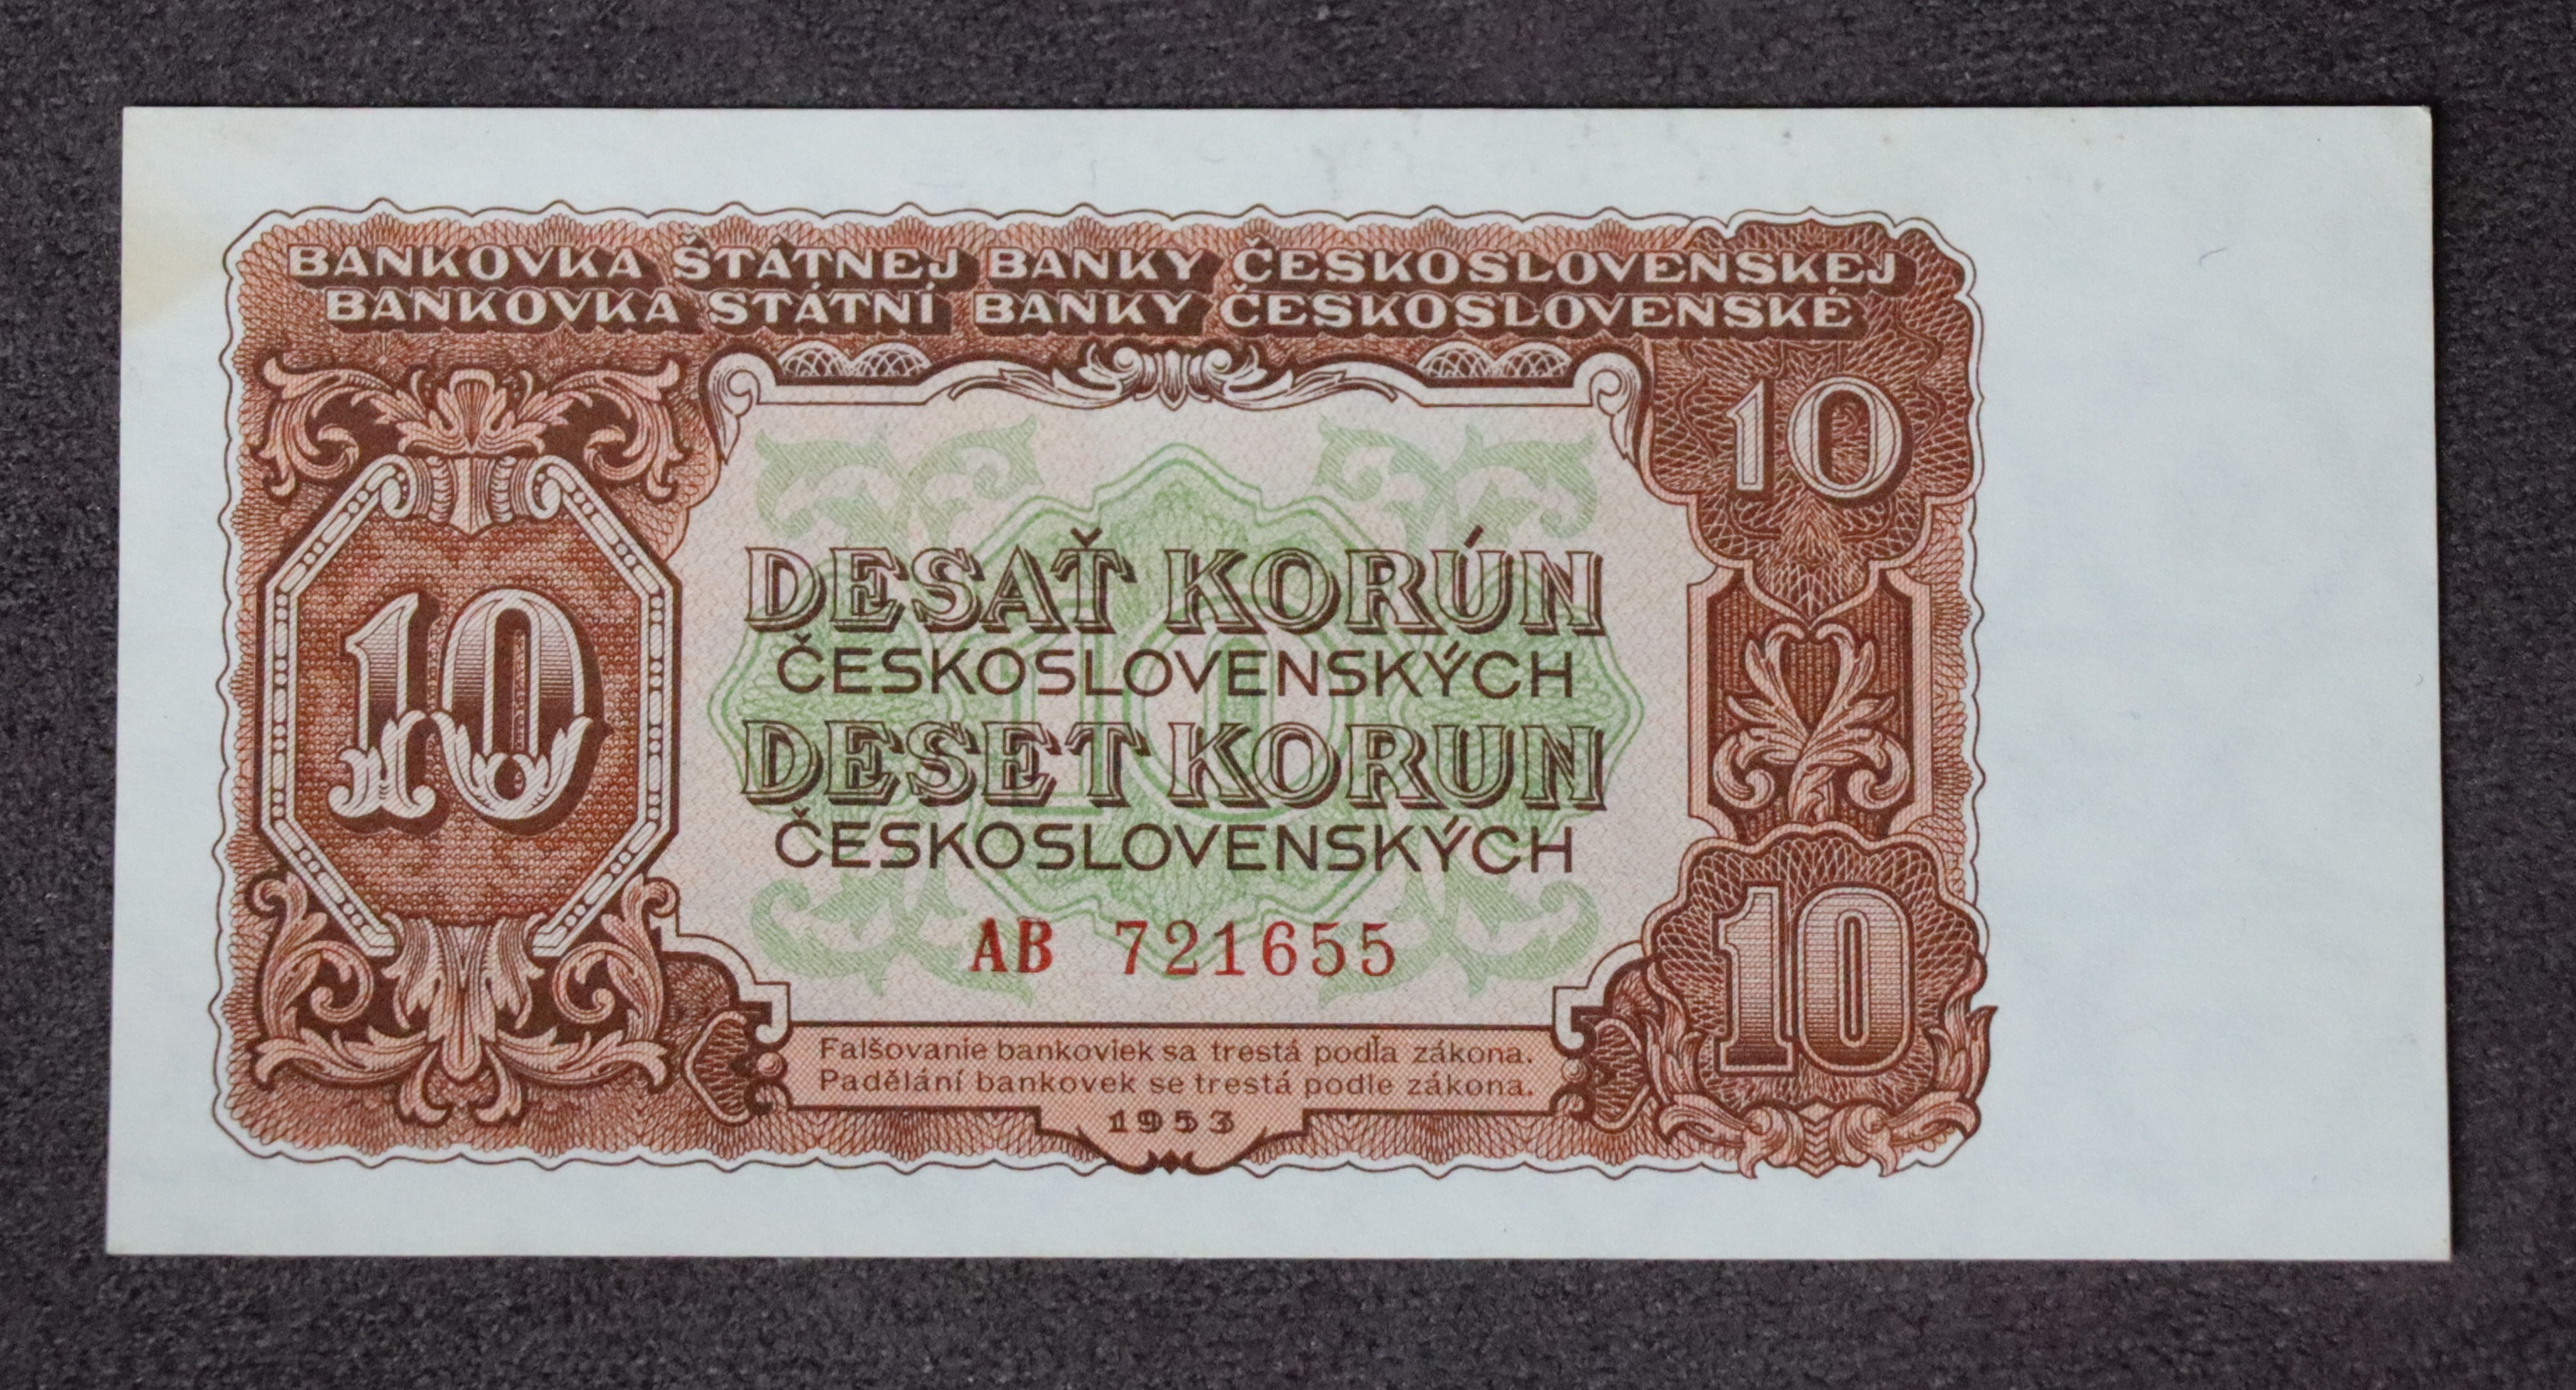 BANKOVKA ŠTÁTNEJ BANKY ČESKOSLOVENSKEJ
BANKOVKA STÁTNÍ BANKY ČESKOSLOVENSKÉ
10
10
DESAŤ KORÚN
ČESKOSLOVENSKÝCH
10
DESET KORUN
ČESKOSLOVENSKÝCH
AB 721655
10
Falšovanie bankoviek sa trestá podľa zákona.
Padělání bankovek se trestá podle zákona.
1953